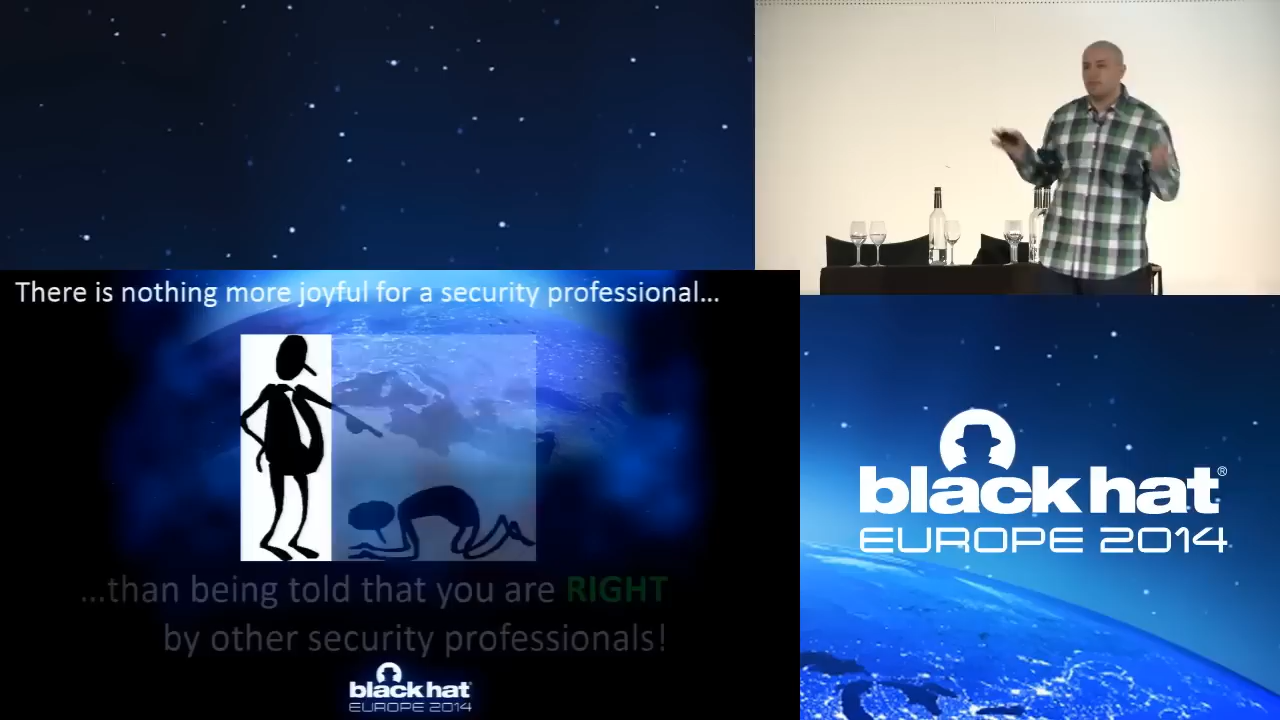 There is nothing more joyful for a security professional...
...than being told that you are RIGHT
by other security professionals!
black hat
EUROPE 2014
black hat®
EUROPE 2014